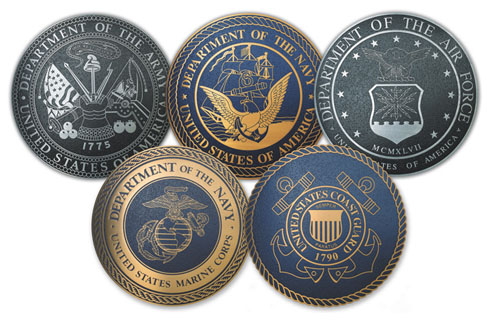 DEPARTMENT OF THE ARMY
1775
UNITED STATES OF AMERICA
DEPARTMENT OF THE NAVY
UNITED STATES OF AMERICA
DEPARTMENT OF THE AIR FORCE
MCMXLVII
UNITED STATES OF AMERICA
DEPARTMENT OF THE NAVY
UNITED STATES MARINE CORPS
UNITED STATES COAST GUARD
SEMPER
PARATUS
1790